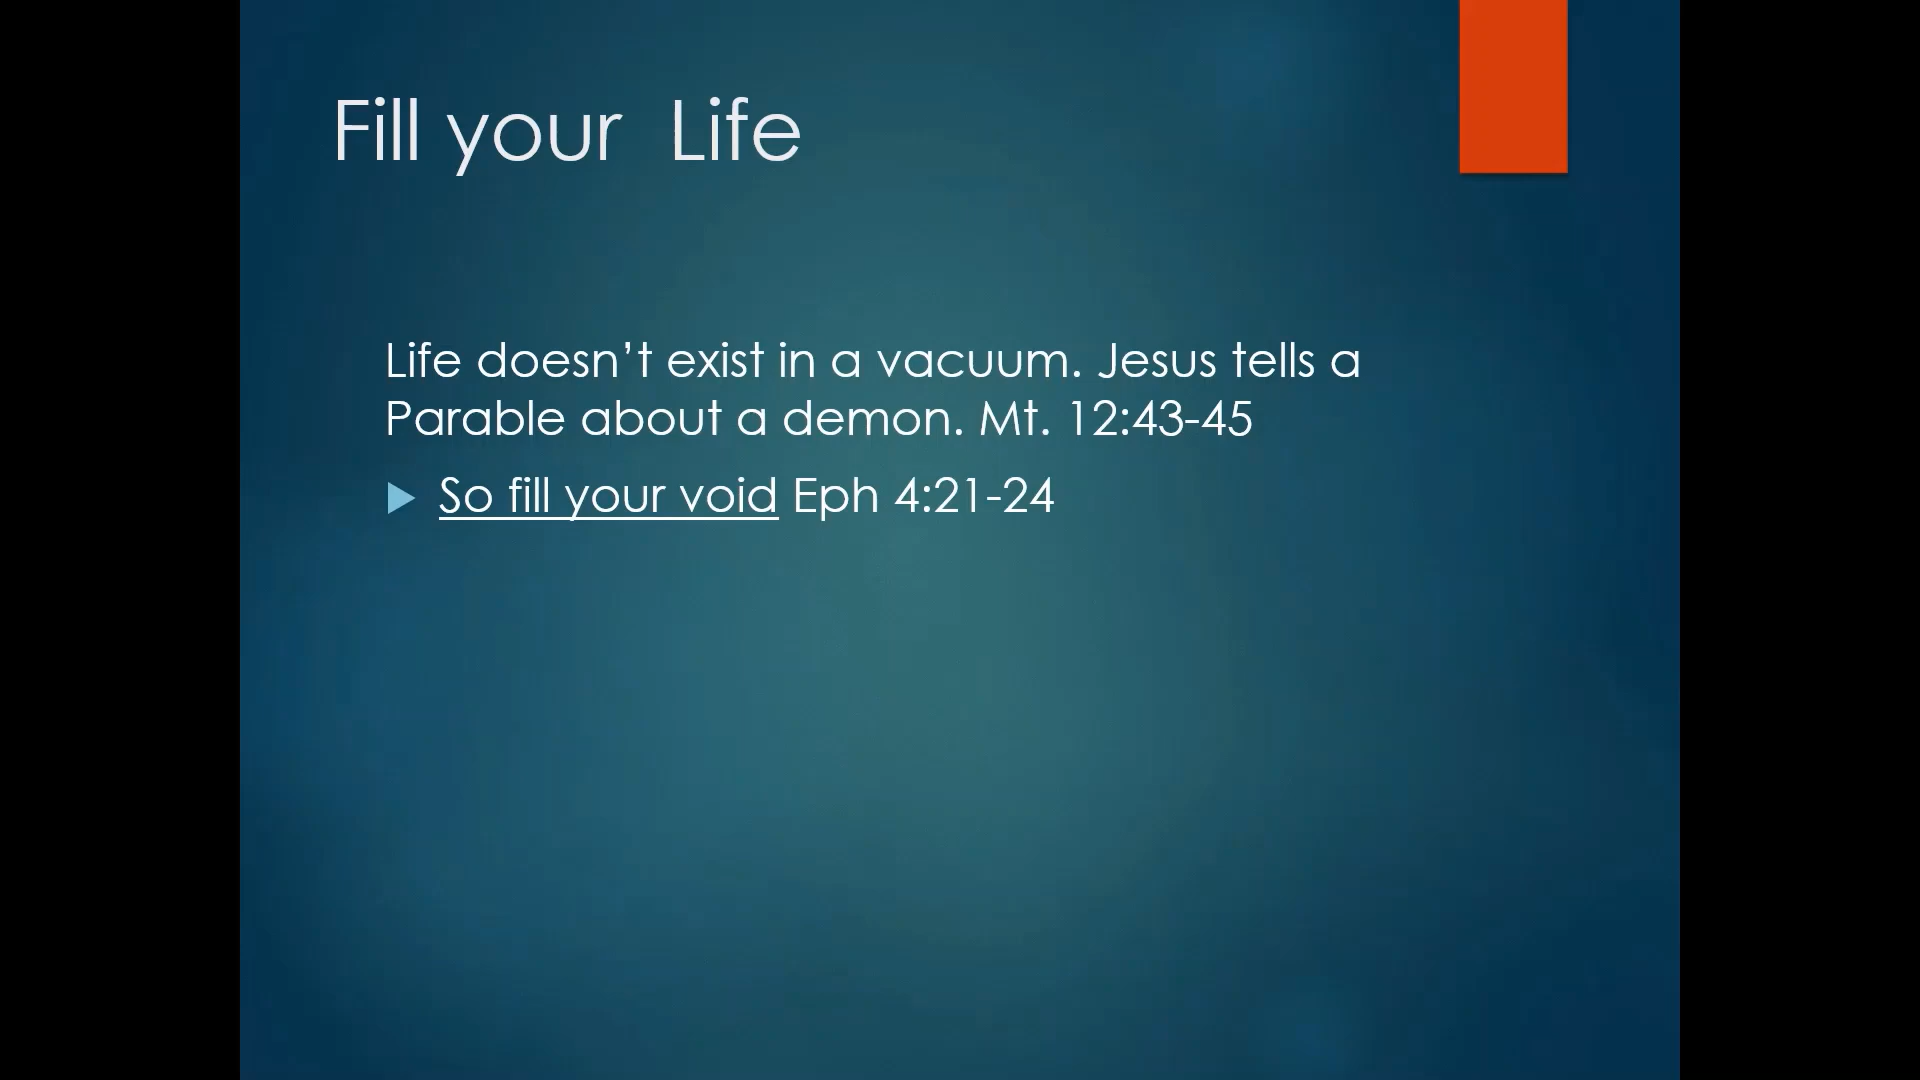 Fill your  Life
Life doesn’t exist in a vacuum. Jesus tells a
Parable about a demon. Mt. 12:43-45
So fill your void Eph 4:21-24